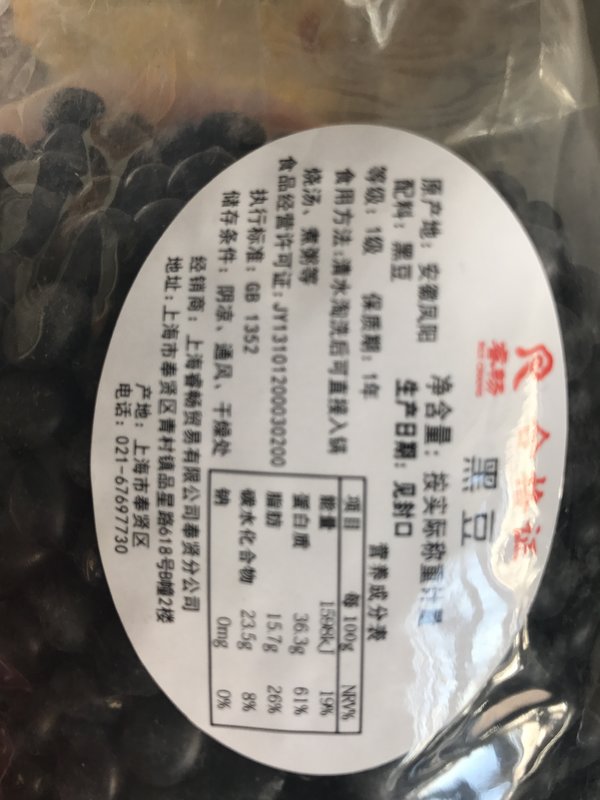 睿畅
合格证
黑豆
净含量：按实际称重计量
原产地：安徽凤阳 生产日期：见封口
配料：黑豆
等级：1级 保质期：1年
食用方法：清水淘洗后可直接入锅
烧汤、煮粥等
食品经营许可证：JY13101200030200
执行标准：GB 1352
储存条件：阴凉、通风、干燥处
经销商：上海睿畅贸易有限公司奉贤分公司
地址：上海市奉贤区青村镇品星路618号B幢2楼
产地：上海市奉贤区
电话：021-67697730
营养成分表
项目 每100g NRV%
能量 1598kJ 19%
蛋白质 36.3g 61%
脂肪 15.7g 26%
碳水化合物 23.5g 8%
钠 0mg 0%